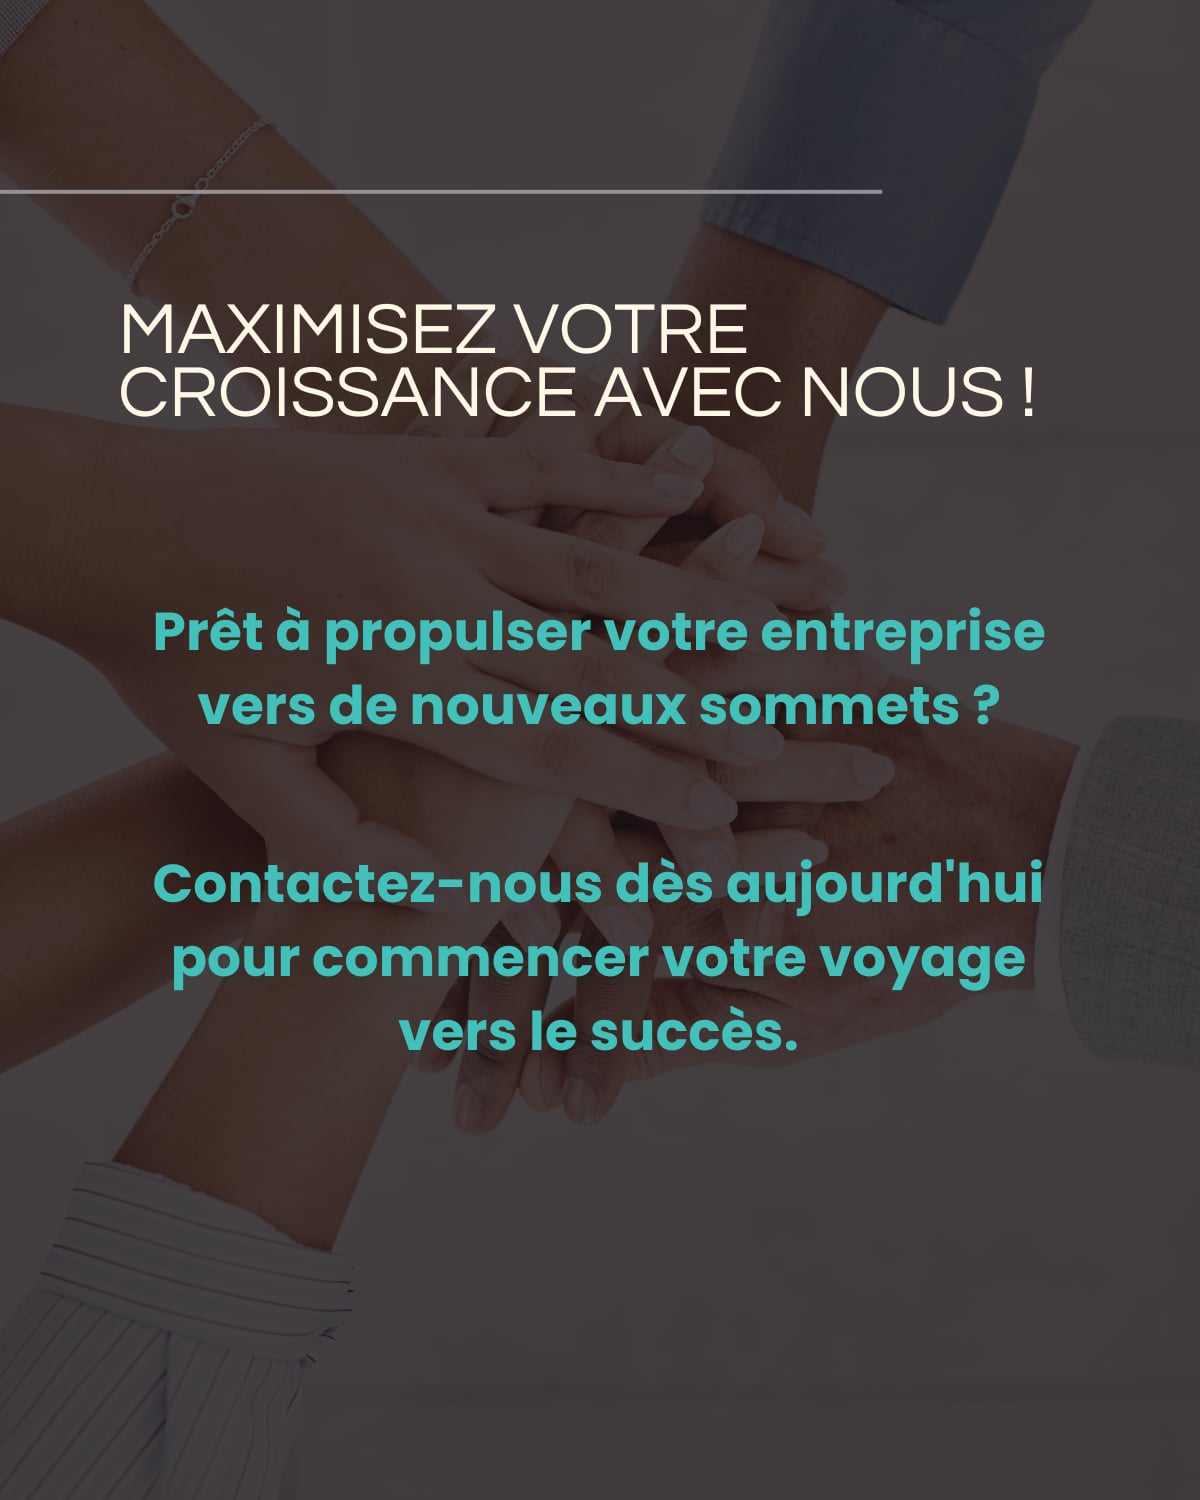 MAXIMISEZ VOTRE
CROISSANCE AVEC NOUS !
Prêt à propulser votre entreprise
vers de nouveaux sommets ?
Contactez-nous dès aujourd'hui
pour commencer votre voyage
vers le succès.